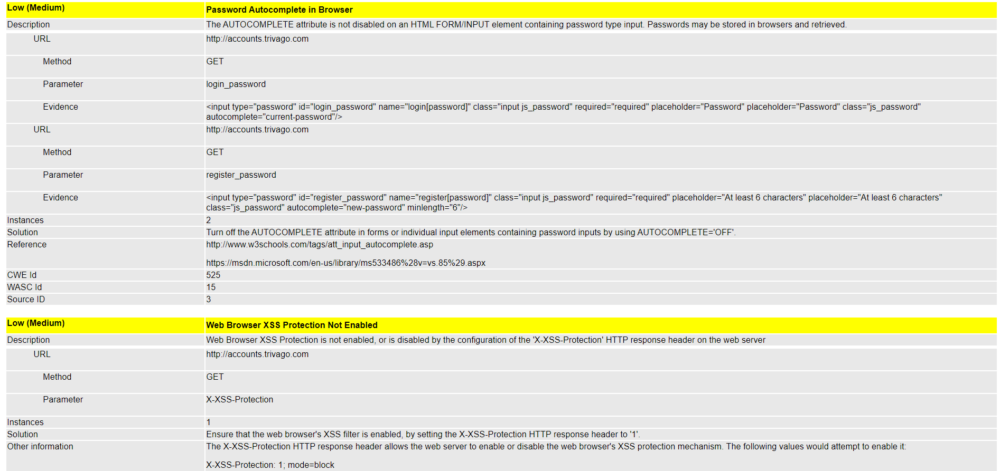 Low (Medium)
Password Autocomplete in Browser
Description
The AUTOCOMPLETE attribute is not disabled on an HTML FORM/INPUT element containing password type input. Passwords may be stored in browsers and retrieved.
URL
http://accounts.trivago.com
Method
GET
Parameter
login_password
Evidence
<input type="password" id="login_password" name="login[password]" class="input js_password" required="required" placeholder="Password" placeholder="Password" class="js_password"
autocomplete="current-password"/>
URL
http://accounts.trivago.com
Method
GET
Parameter
register_password
Evidence
<input type="password" id="register_password" name="register[password]" class="input js_password" required="required" placeholder="At least 6 characters" placeholder="At least 6 characters"
class="js_password" autocomplete="new-password" minlength="6"/>
Instances
2
Solution
Turn off the AUTOCOMPLETE attribute in forms or individual input elements containing password inputs by using AUTOCOMPLETE='OFF'.
Reference
http://www.w3schools.com/tags/att_input_autocomplete.asp
https://msdn.microsoft.com/en-us/library/ms533486%28v=vs.85%29.aspx
CWE Id
525
WASC Id
15
Source ID
3
Low (Medium)
Web Browser XSS Protection Not Enabled
Description
Web Browser XSS Protection is not enabled, or is disabled by the configuration of the 'X-XSS-Protection' HTTP response header on the web server
URL
http://accounts.trivago.com
Method
GET
Parameter
X-XSS-Protection
Instances
1
Solution
Ensure that the web browser's XSS filter is enabled, by setting the X-XSS-Protection HTTP response header to '1'.
Other information
The X-XSS-Protection HTTP response header allows the web server to enable or disable the web browser's XSS protection mechanism. The following values would attempt to enable it:
X-XSS-Protection: 1; mode=block